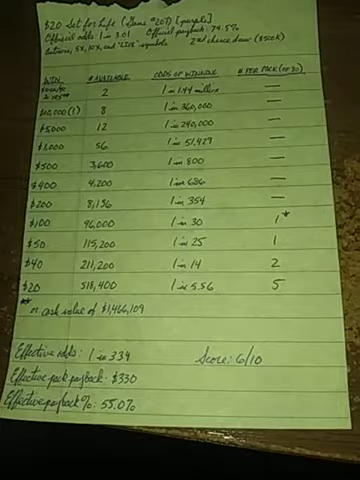 $20 Set for Life (Game #207) [purple]
Official odds: 1 in 3.01 Official payback: 74.5%
5X, 10X, and "Life" symbols 2nd chance draw ($500K)
WIN # AVAILABLE ODDS OF WINNING # PER PACK (OF 30)
2 1 in 1.44 million —
$10,000 (1) 8 1 in 360,000 —
$5,000 12 1 in 240,000 —
$1,000 56 1 in 51,429 —
$500 3,600 1 in 800 —
$400 4,200 1 in 686 —
$200 8,136 1 in 354 —
$100 96,000 1 in 30 1*
$50 115,200 1 in 25 1
$40 211,200 1 in 14 2
$20 518,400 1 in 5.56 5
** or cash value of $1,466,109
Effective odds: 1 in 3.34 Score: 6/10
Effective pack payback: $330
Effective payback %: 55.0%